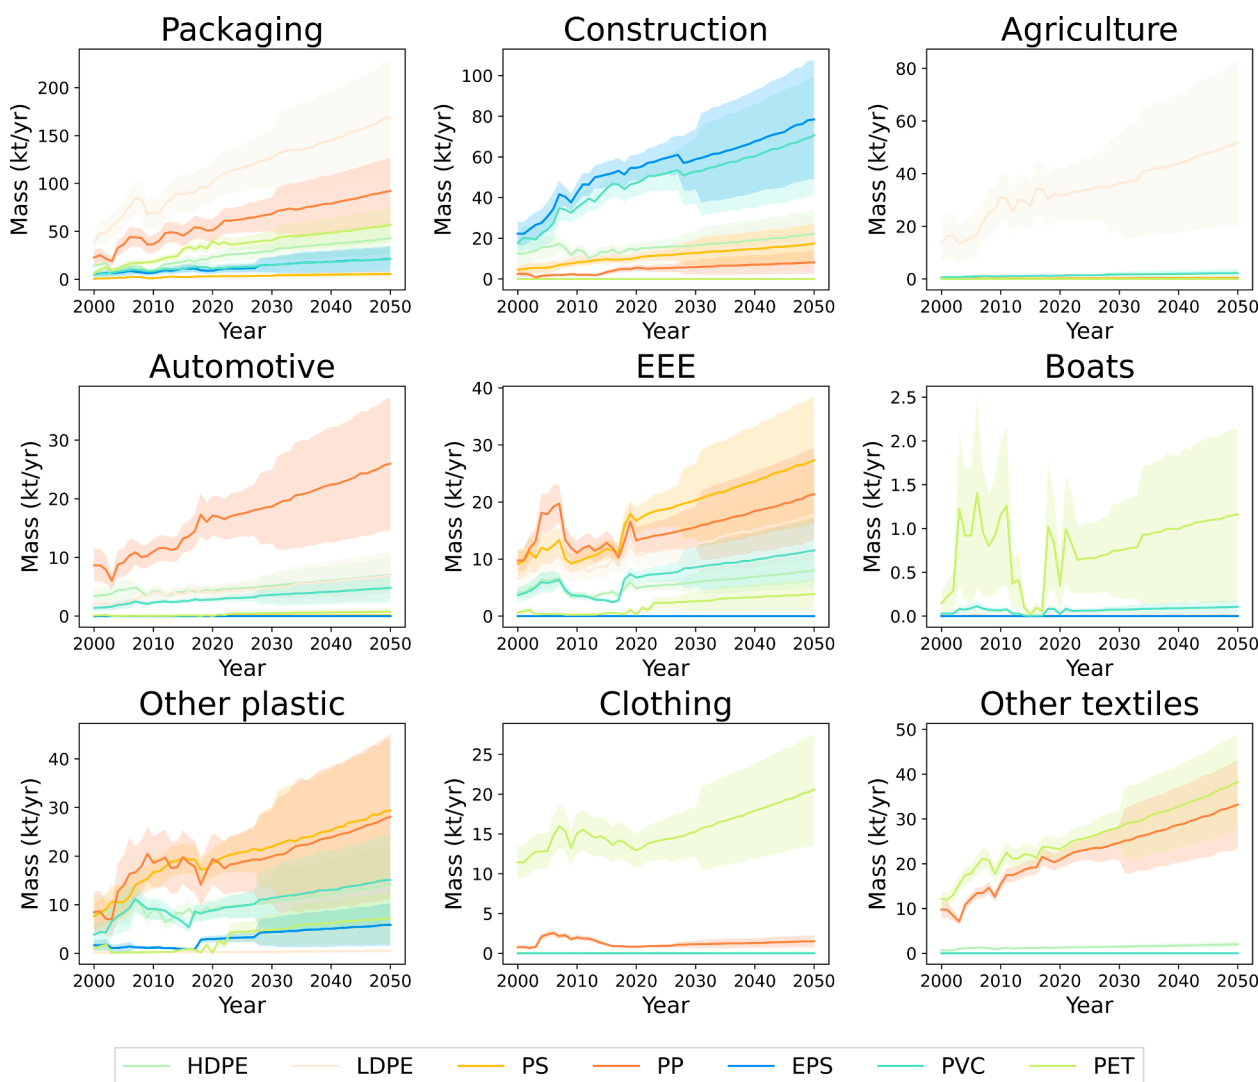 Packaging
Construction
Agriculture
Mass (kt/yr)
200
150
100
50
0
2000 2010 2020 2030 2040 2050
Year
Mass (kt/yr)
100
80
60
40
20
0
2000 2010 2020 2030 2040 2050
Year
Mass (kt/yr)
80
60
40
20
0
2000 2010 2020 2030 2040 2050
Year
Automotive
EEE
Boats
Mass (kt/yr)
30
20
10
0
2000 2010 2020 2030 2040 2050
Year
Mass (kt/yr)
40
30
20
10
0
2000 2010 2020 2030 2040 2050
Year
Mass (kt/yr)
2.5
2.0
1.5
1.0
0.5
0.0
2000 2010 2020 2030 2040 2050
Year
Other plastic
Clothing
Other textiles
Mass (kt/yr)
40
30
20
10
0
2000 2010 2020 2030 2040 2050
Year
Mass (kt/yr)
25
20
15
10
5
0
2000 2010 2020 2030 2040 2050
Year
Mass (kt/yr)
50
40
30
20
10
0
2000 2010 2020 2030 2040 2050
Year
HDPE LDPE PS PP EPS PVC PET